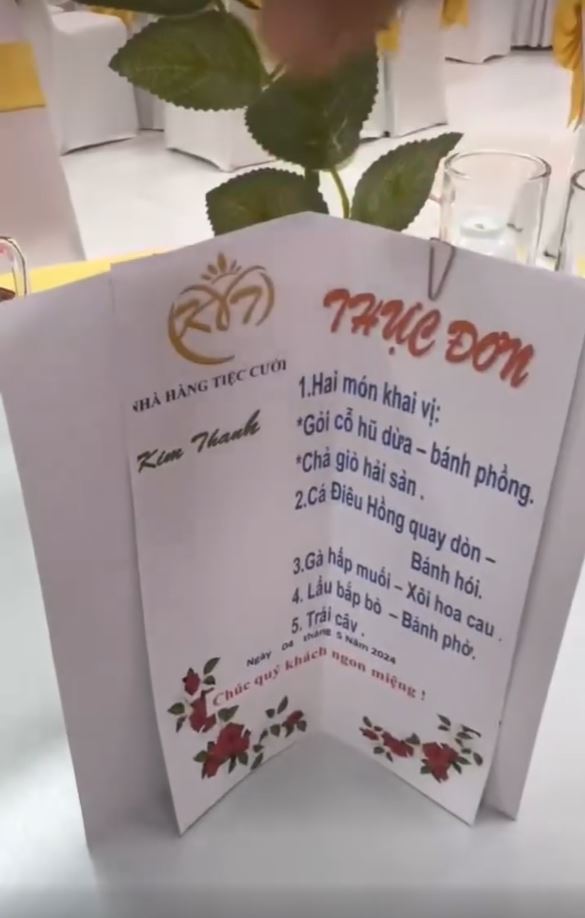 KT
NHÀ HÀNG TIỆC CƯỚI
Kim Thanh
THỰC ĐƠN
1.Hai món khai vị:
*Gỏi cỗ hũ dừa – bánh phồng.
*Chả giò hải sản .
2.Cá Điêu Hồng quay dòn –
Bánh hỏi.
3.Gà hấp muối – Xôi hoa cau .
4. Lẩu bắp bò – Bánh phở.
5. Trái cây .
Ngày 04 tháng 5 Năm 2024
Chúc quý khách ngon miệng !